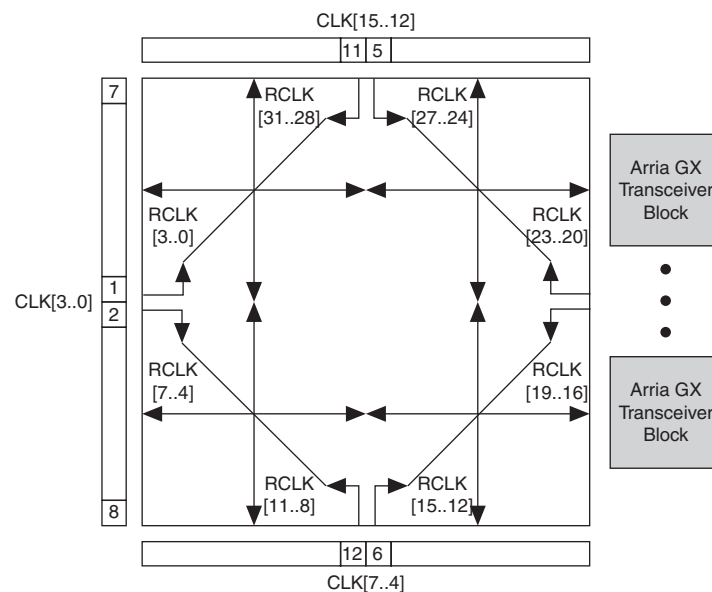 CLK[15..12]
11 5
7
RCLK
[31..28]
RCLK
[27..24]
Arria GX
Transceiver
Block
RCLK
[3..0]
RCLK
[23..20]
1
CLK[3..0]
2
RCLK
[7..4]
RCLK
[19..16]
Arria GX
Transceiver
Block
RCLK
[11..8]
RCLK
[15..12]
8
12 6
CLK[7..4]